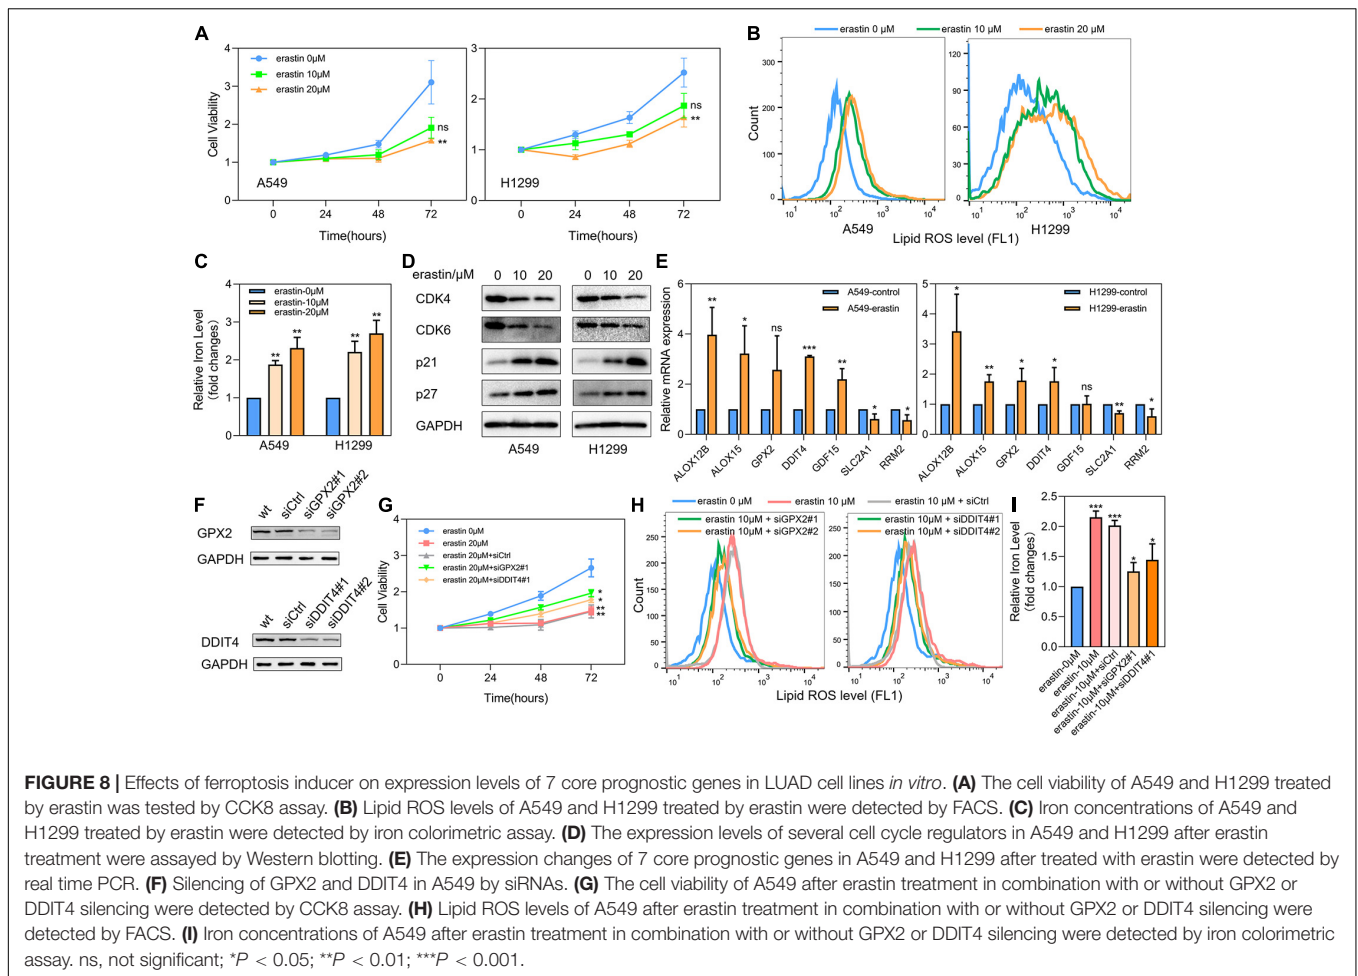 A
4
3
2
1
0
Cell Viability
erastin 0μM
erastin 10μM
erastin 20μM
ns
**
A549
0 24 48 72
Time(hours)
3
2
1
0
ns
**
H1299
0 24 48 72
Time(hours)
B
erastin 0 μM erastin 10 μM erastin 20 μM
Count
300
200
100
0
10¹ 10² 10³ 10⁴
A549
120
90
60
30
0
10¹ 10² 10³ 10⁴
H1299
Lipid ROS level (FL1)
C
Relative Iron Level
(fold changes)
4
3
2
1
0
erastin-0μM
erastin-10μM
erastin-20μM
** ** ** **
A549 H1299
D
erastin/μM 0 10 20 0 10 20
CDK4
CDK6
p21
p27
GAPDH
A549 H1299
E
Relative mRNA expression
6
4
2
0
A549-control
A549-erastin
** * ns *** ** * *
ALOX12B ALOX15 GPX2 DDIT4 GDF15 SLC2A1 RRM2
5
4
3
2
1
0
H1299-control
H1299-erastin
* ** * * ns ** *
ALOX12B ALOX15 GPX2 DDIT4 GDF15 SLC2A1 RRM2
F
wt siCtrl siGPX2#1 siGPX2#2
GPX2
GAPDH
wt siCtrl siDDIT4#1 siDDIT4#2
DDIT4
GAPDH
G
Cell Viability
4
3
2
1
0
erastin 0μM
erastin 20μM
erastin 20μM+siCtrl
erastin 20μM+siGPX2#1
erastin 20μM+siDDIT4#1
*
*
**
**
0 24 48 72
Time(hours)
H
erastin 0 μM erastin 10 μM erastin 10 μM + siCtrl
erastin 10μM + siGPX2#1
erastin 10μM + siGPX2#2
erastin 10μM + siDDIT4#1
erastin 10μM + siDDIT4#2
Count
250
200
150
100
50
0
10¹ 10² 10³ 10⁴
250
200
150
100
50
0
10¹ 10² 10³ 10⁴
Lipid ROS level (FL1)
I
Relative Iron Level
(fold changes)
2.5
2.0
1.5
1.0
0.5
0.0
*** *** * *
erastin-0μM
erastin-10μM
erastin-10μM+siCtrl
erastin-10μM+siGPX2#1
erastin-10μM+siDDIT4#1
FIGURE 8 | Effects of ferroptosis inducer on expression levels of 7 core prognostic genes in LUAD cell lines in vitro. (A) The cell viability of A549 and H1299 treated
by erastin was tested by CCK8 assay. (B) Lipid ROS levels of A549 and H1299 treated by erastin were detected by FACS. (C) Iron concentrations of A549 and
H1299 treated by erastin were detected by iron colorimetric assay. (D) The expression levels of several cell cycle regulators in A549 and H1299 after erastin
treatment were assayed by Western blotting. (E) The expression changes of 7 core prognostic genes in A549 and H1299 after treated with erastin were detected by
real time PCR. (F) Silencing of GPX2 and DDIT4 in A549 by siRNAs. (G) The cell viability of A549 after erastin treatment in combination with or without GPX2 or
DDIT4 silencing were detected by CCK8 assay. (H) Lipid ROS levels of A549 after erastin treatment in combination with or without GPX2 or DDIT4 silencing were
detected by FACS. (I) Iron concentrations of A549 after erastin treatment in combination with or without GPX2 or DDIT4 silencing were detected by iron colorimetric
assay. ns, not significant; *P < 0.05; **P < 0.01; ***P < 0.001.